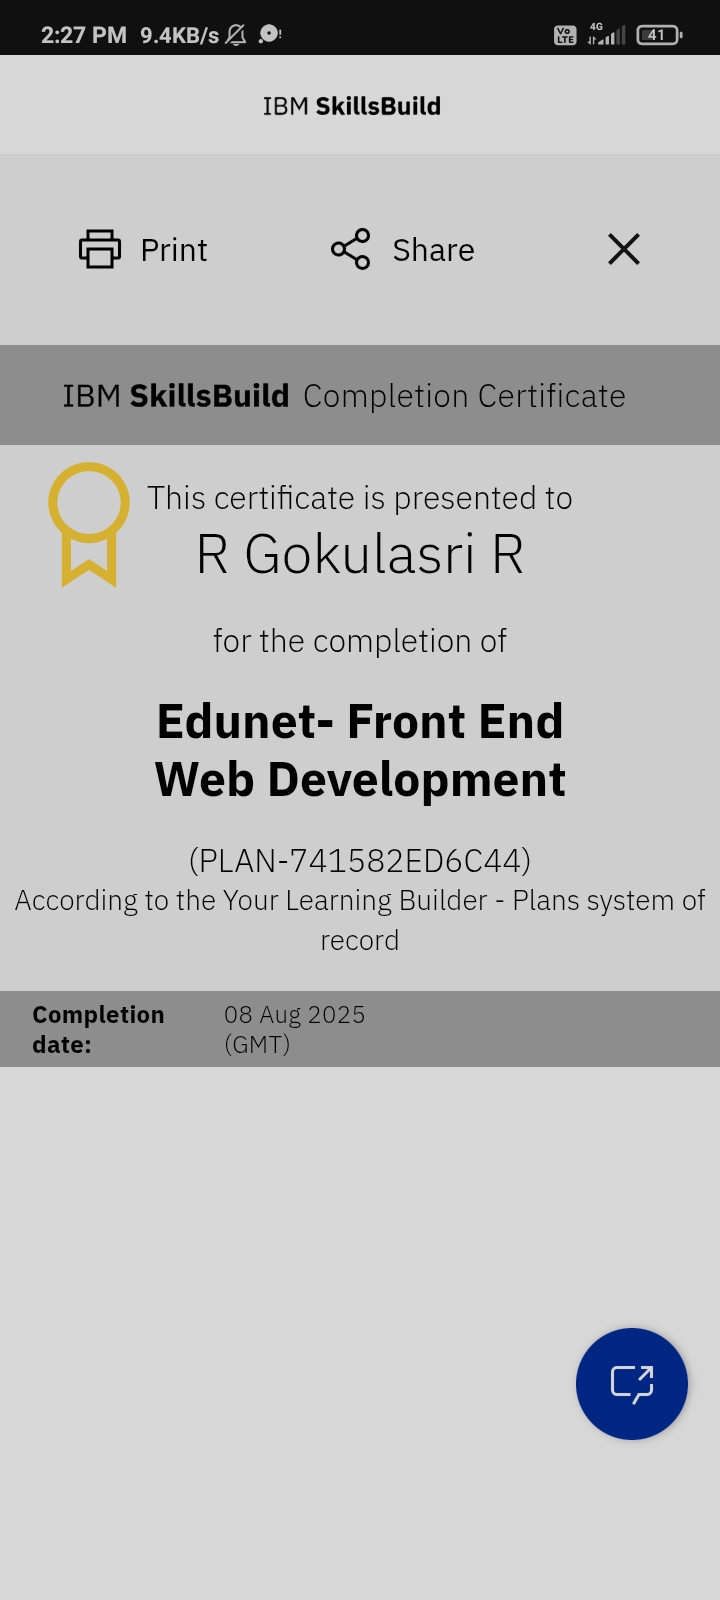 2:27 PM 9.4KB/s Vo LTE 4G 41
IBM SkillsBuild
Print Share
IBM SkillsBuild Completion Certificate
This certificate is presented to
R Gokulasri R
for the completion of
Edunet- Front End
Web Development
(PLAN-741582ED6C44)
According to the Your Learning Builder - Plans system of
record
Completion date: 08 Aug 2025 (GMT)